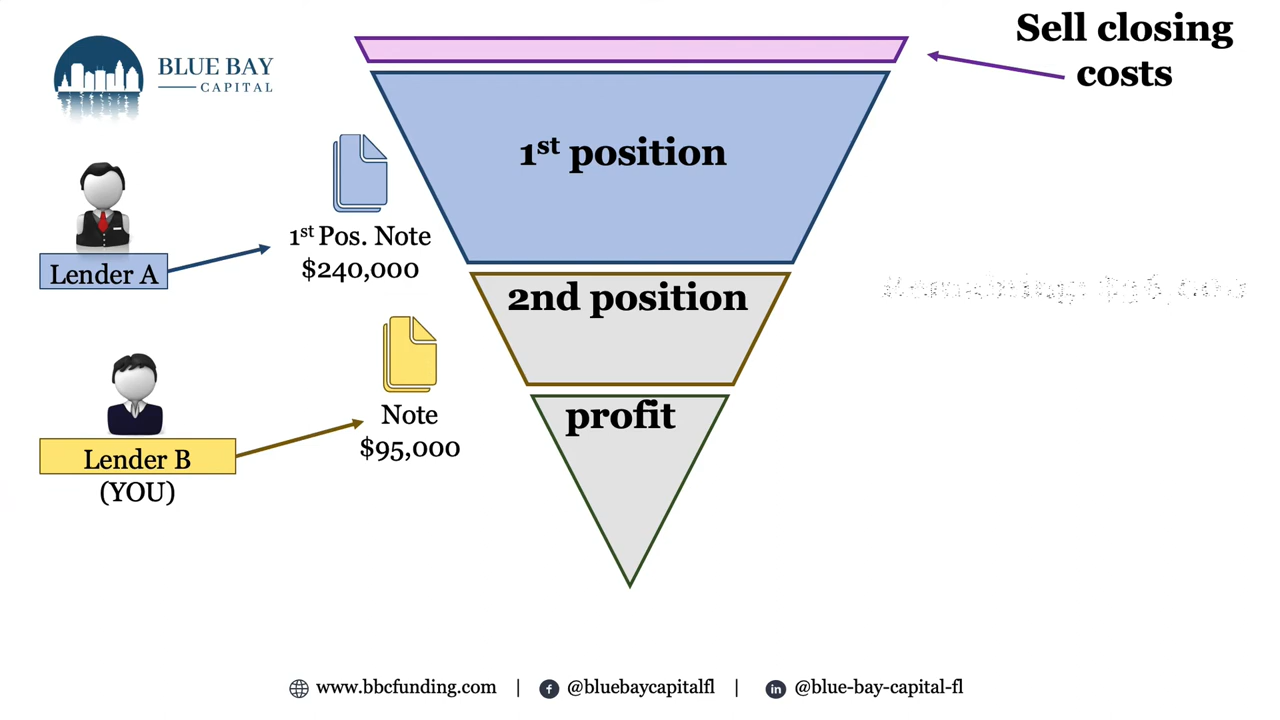 Sell closing
costs
BLUE BAY
CAPITAL
1st position
1st Pos. Note
$240,000
Lender A
2nd position
Remaining:
Note
$95,000
profit
Lender B
(YOU)
www.bbcfunding.com | @bluebaycapitalfl | @blue-bay-capital-fl